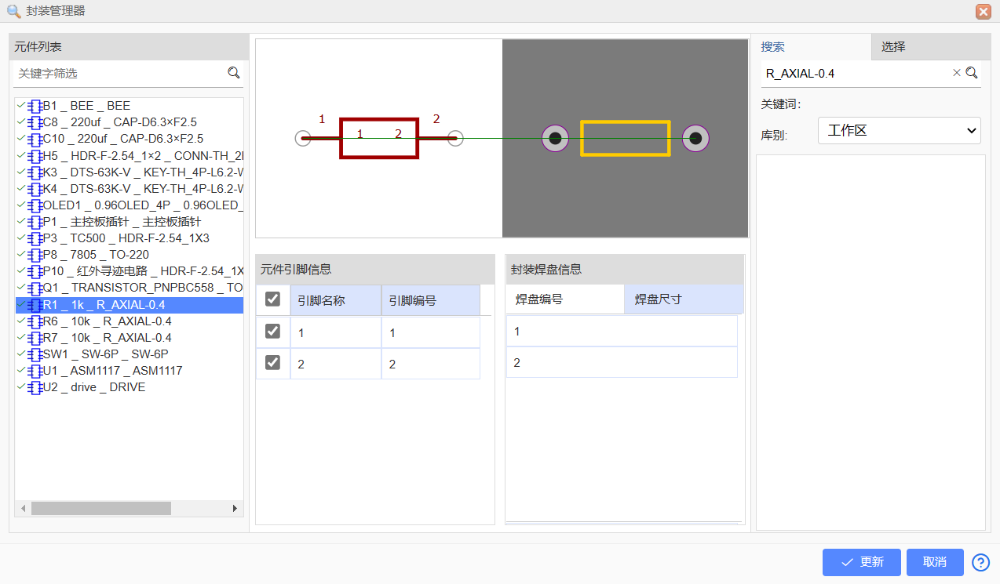 封装管理器
元件列表
关键字筛选
B1 _ BEE _ BEE
C8 _ 220uf _ CAP-D6.3×F2.5
C10 _ 220uf _ CAP-D6.3×F2.5
H5 _ HDR-F-2.54_1×2 _ CONN-TH_2
K3 _ DTS-63K-V _ KEY-TH_4P-L6.2-W
K4 _ DTS-63K-V _ KEY-TH_4P-L6.2-W
OLED1 _ 0.96OLED_4P _ 0.96OLED_
P1 _ 主控板插针 _ 主控板插针
P3 _ TC500 _ HDR-F-2.54_1X3
P8 _ 7805 _ TO-220
P10 _ 红外寻迹电路 _ HDR-F-2.54_1X
Q1 _ TRANSISTOR_PNPBC558 _ TO
R1 _ 1k _ R_AXIAL-0.4
R6 _ 10k _ R_AXIAL-0.4
R7 _ 10k _ R_AXIAL-0.4
SW1 _ SW-6P _ SW-6P
U1 _ ASM1117 _ ASM1117
U2 _ drive _ DRIVE
1 2
1 2
元件引脚信息
引脚名称 引脚编号
1 1
2 2
封装焊盘信息
焊盘编号 焊盘尺寸
1
2
搜索 选择
R_AXIAL-0.4
关键词:
库别: 工作区
更新 取消